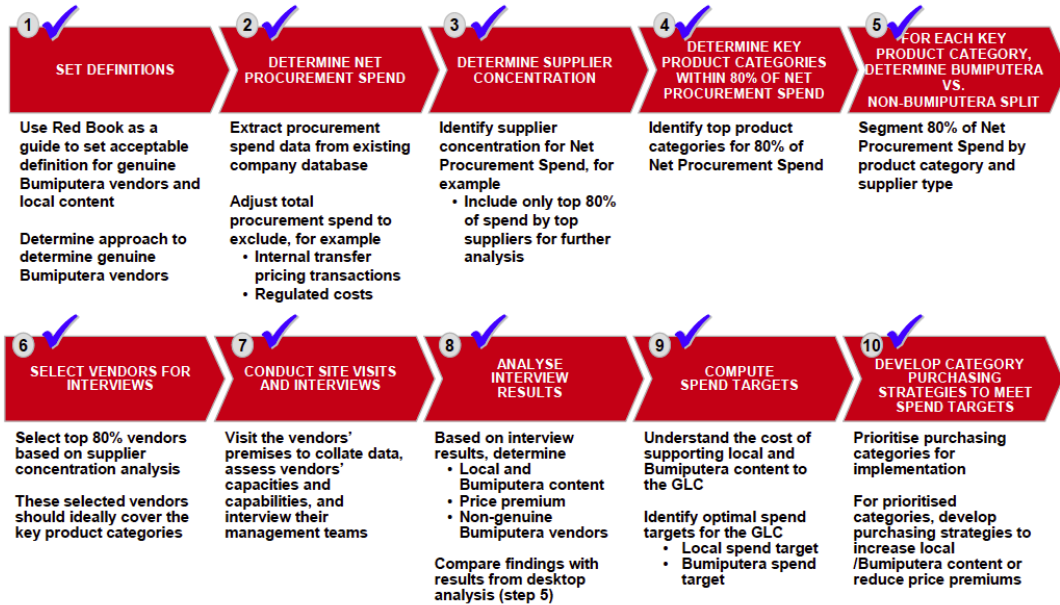 1
SET DEFINITIONS
Use Red Book as a
guide to set acceptable
definition for genuine
Bumiputera vendors and
local content
Determine approach to
determine genuine
Bumiputera vendors
2
DETERMINE NET
PROCUREMENT SPEND
Extract procurement
spend data from existing
company database
Adjust total
procurement spend to
exclude, for example
• Internal transfer
pricing transactions
• Regulated costs
3
DETERMINE SUPPLIER
CONCENTRATION
Identify supplier
concentration for Net
Procurement Spend, for
example
• Include only top 80%
of spend by top
suppliers for further
analysis
4
DETERMINE KEY
PRODUCT CATEGORIES
WITHIN 80% OF NET
PROCUREMENT SPEND
Identify top product
categories for 80% of
Net Procurement Spend
5
FOR EACH KEY
PRODUCT CATEGORY,
DETERMINE BUMIPUTERA
VS.
NON-BUMIPUTERA SPLIT
Segment 80% of Net
Procurement Spend by
product category and
supplier type
6
SELECT VENDORS FOR
INTERVIEWS
Select top 80% vendors
based on supplier
concentration analysis
These selected vendors
should ideally cover the
key product categories
7
CONDUCT SITE VISITS
AND INTERVIEWS
Visit the vendors'
premises to collate data,
assess vendors'
capacities and
capabilities, and
interview their
management teams
8
ANALYSE
INTERVIEW
RESULTS
Based on interview
results, determine
• Local and
Bumiputera content
• Price premium
• Non-genuine
Bumiputera vendors
Compare findings with
results from desktop
analysis (step 5)
9
COMPUTE
SPEND TARGETS
Understand the cost of
supporting local and
Bumiputera content to
the GLC
Identify optimal spend
targets for the GLC
• Local spend target
• Bumiputera spend
target
10
DEVELOP CATEGORY
PURCHASING
STRATEGIES TO MEET
SPEND TARGETS
Prioritise purchasing
categories for
implementation
For prioritised
categories, develop
purchasing strategies to
increase local
/Bumiputera content or
reduce price premiums